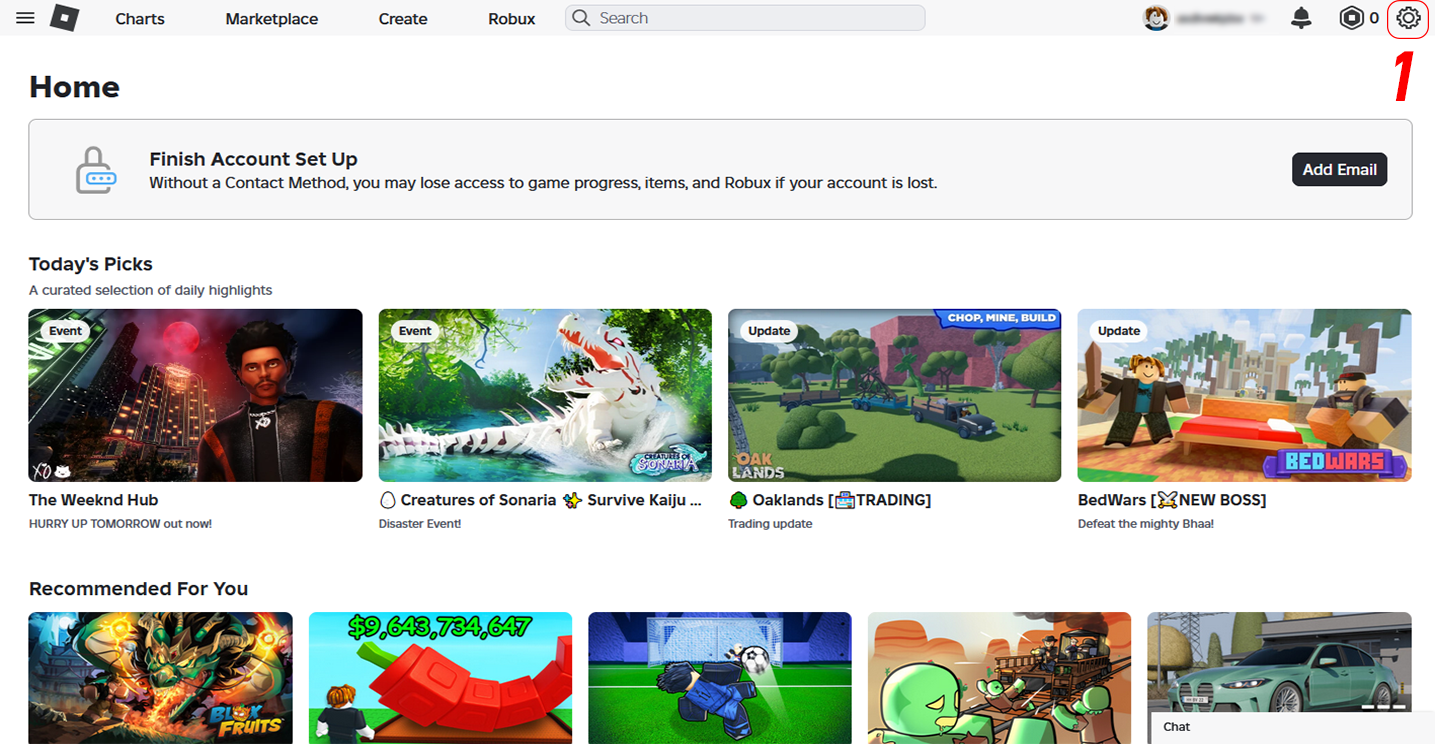 Charts Marketplace Create Robux Search 0
1
Home
Finish Account Set Up
Without a Contact Method, you may lose access to game progress, items, and Robux if your account is lost.
Add Email
Today's Picks
A curated selection of daily highlights
Event
XO
The Weeknd Hub
HURRY UP TOMORROW out now!
Event
CREATURES OF
SONARIA
🥚 Creatures of Sonaria ✨ Survive Kaiju ...
Disaster Event!
Update
CHOP, MINE, BUILD
OAK
LANDS
🌳 Oaklands [🏪TRADING]
Trading update
Update
BEDWARS
BedWars [⚔️NEW BOSS]
Defeat the mighty Bhaa!
Recommended For You
BLOX
FRUITS
$9,643,734,647
Chat